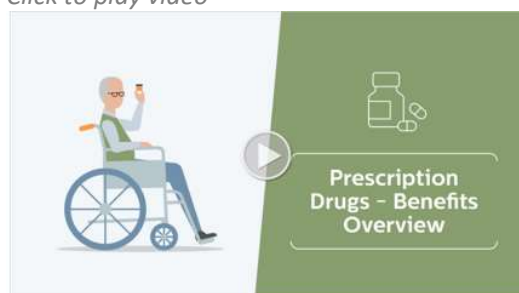 Click to play video
Prescription
Drugs – Benefits
Overview